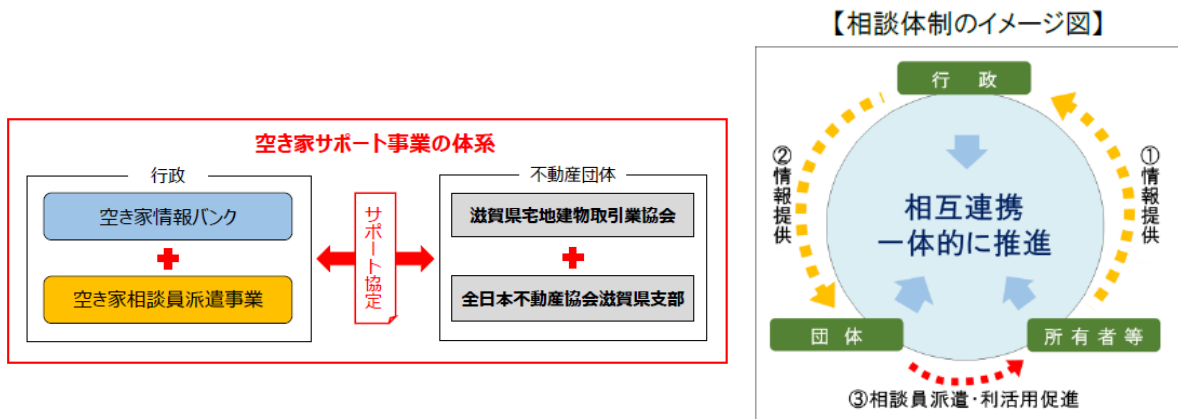 空き家サポート事業の体系
行政
空き家情報バンク
空き家相談員派遣事業
サポート協定
不動産団体
滋賀県宅地建物取引業協会
全日本不動産協会滋賀県支部
【相談体制のイメージ図】
行 政
①情報提供
②情報提供
相互連携
一体的に推進
団 体
所 有 者 等
③相談員派遣・利活用促進